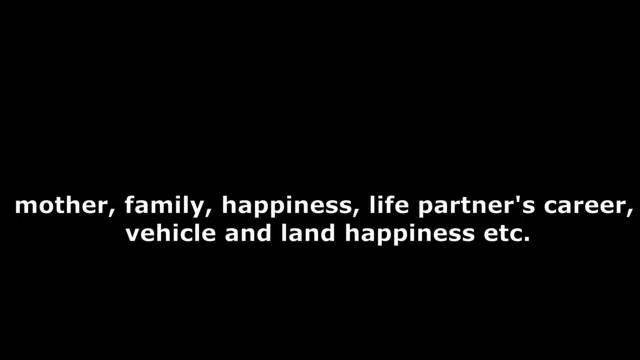 mother, family, happiness, life partner's career,
vehicle and land happiness etc.